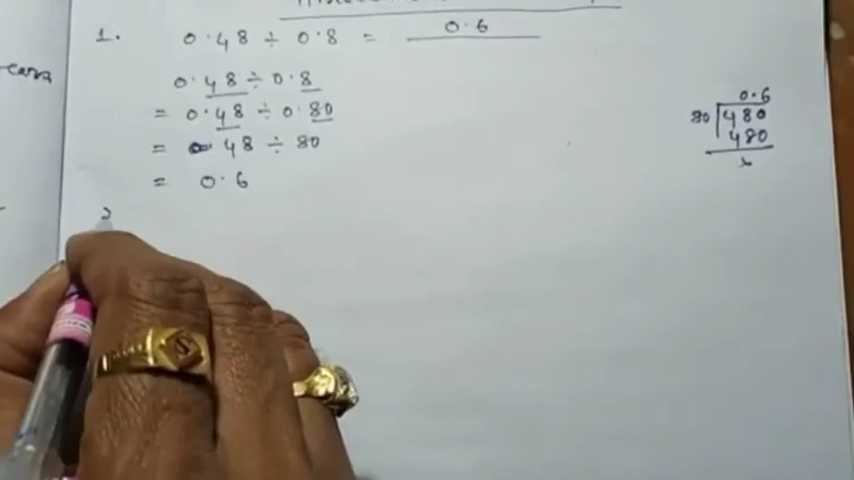 1. 0.48 ÷ 0.8 = 0.6
0.48 ÷ 0.8
= 0.48 ÷ 0.80
= 48 ÷ 80
= 0.6
0.6
80 480
480
x
2